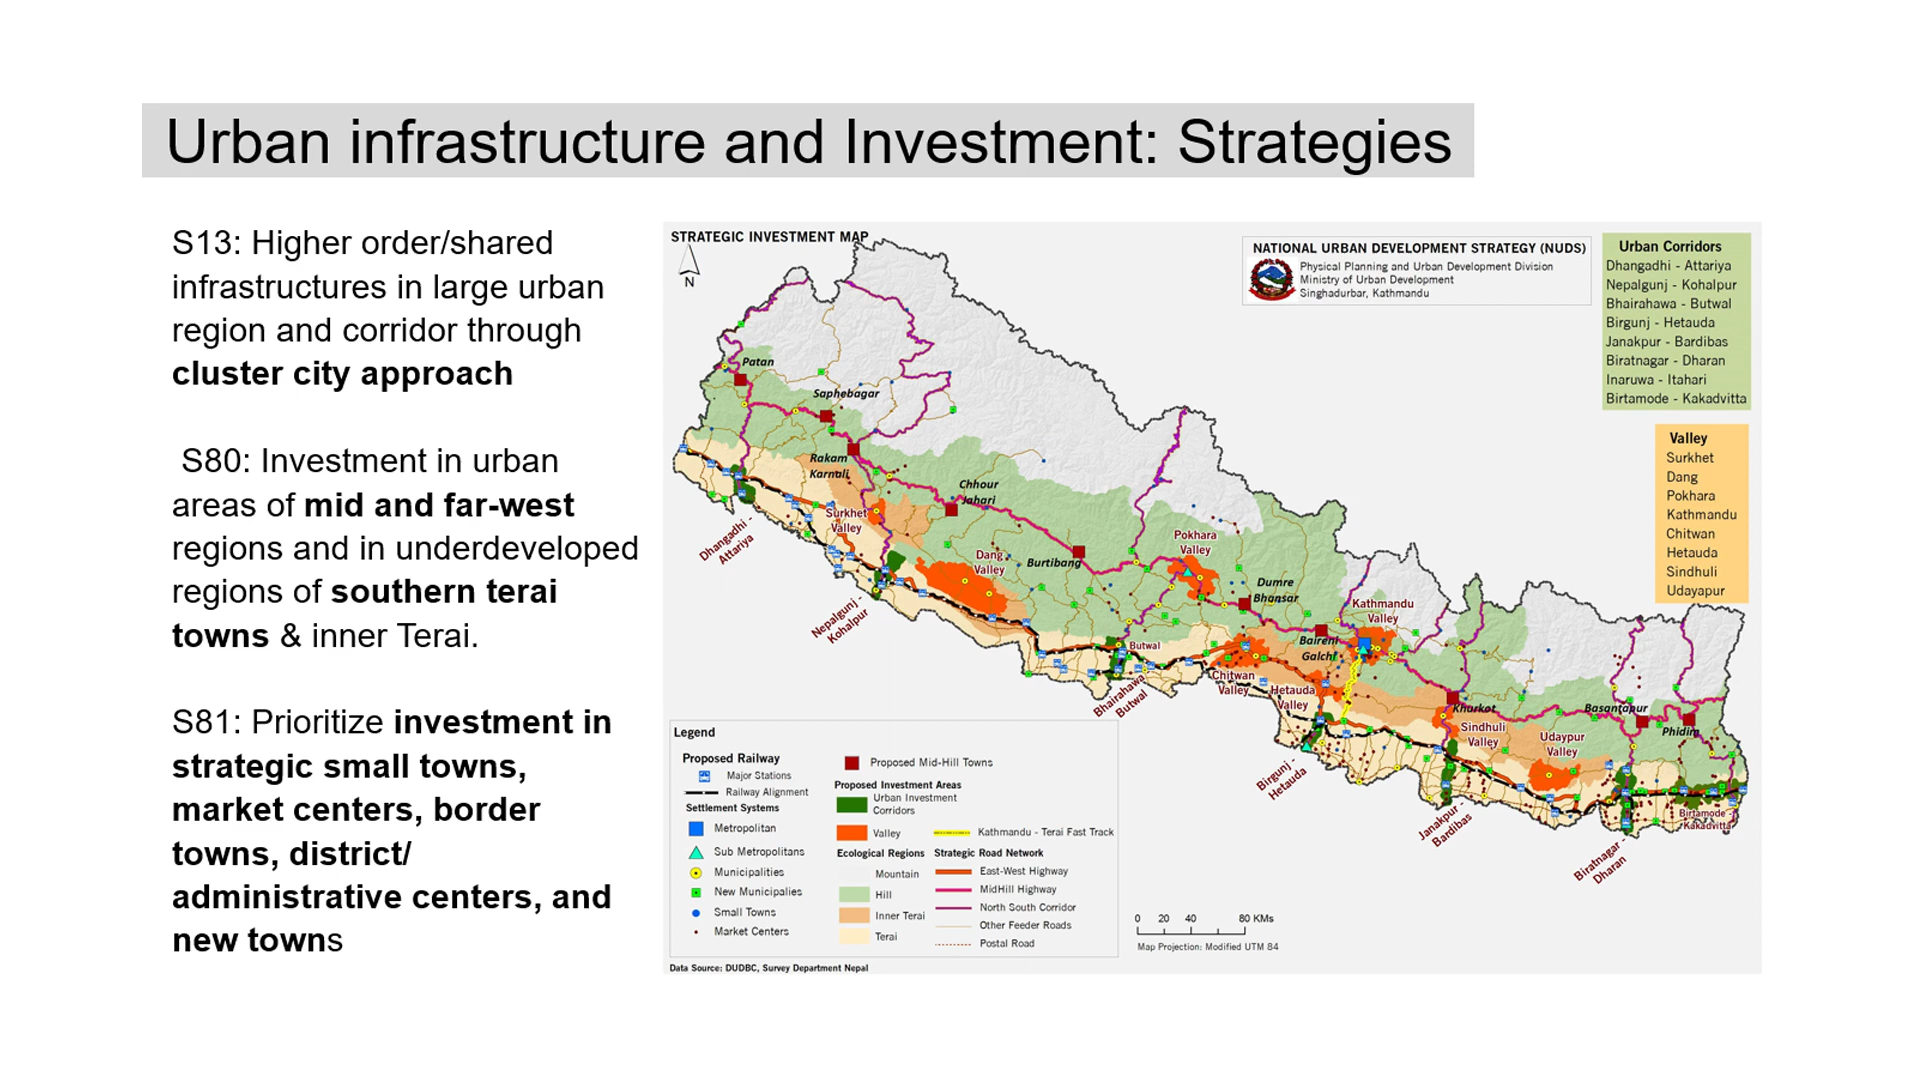 Urban infrastructure and Investment: Strategies
S13: Higher order/shared
infrastructures in large urban
region and corridor through
cluster city approach
S80: Investment in urban
areas of mid and far-west
regions and in underdeveloped
regions of southern terai
towns & inner Terai.
S81: Prioritize investment in
strategic small towns,
market centers, border
towns, district/
administrative centers, and
new towns
STRATEGIC INVESTMENT MAP
N
NATIONAL URBAN DEVELOPMENT STRATEGY (NUDS)
Physical Planning and Urban Development Division
Ministry of Urban Development
Singhadurbar, Kathmandu
Urban Corridors
Dhangadhi - Attariya
Nepalgunj - Kohalpur
Bhairahawa - Butwal
Birgunj - Hetauda
Janakpur - Bardibas
Biratnagar - Dharan
Inaruwa - Itahari
Birtamode - Kakadvitta
Valley
Surkhet
Dang
Pokhara
Kathmandu
Chitwan
Hetauda
Sindhuli
Udayapur
Patan
Saphebagar
Rakam
Karnali
Chhour
Jahari
Surkhet
Valley
Dhangadhi -
Attariya
Dang
Valley
Burtibang
Pokhara
Valley
Dumre
Bhansar
Kathmandu
Valley
Nepalgunj -
Kohalpur
Baireni
Galchi
Butwal
Chitwan
Valley
Hetauda
Valley
Bhairahawa
Butwal
Kharkot
Sindhuli
Valley
Basantapur
Phidim
Udaypur
Valley
Birgunj -
Hetauda
Janakpur -
Bardibas
Birtamode -
Kakadvitta
Biratnagar -
Dharan
Legend
Proposed Railway
Major Stations
Railway Alignment
Settlement Systems
Metropolitan
Sub Metropolitans
Municipalities
New Municipalies
Small Towns
Market Centers
Proposed Mid-Hill Towns
Proposed Investment Areas
Urban Investment
Corridors
Valley
Kathmandu - Terai Fast Track
Ecological Regions
Mountain
Hill
Inner Terai
Terai
Strategic Road Network
East-West Highway
MidHill Highway
North South Corridor
Other Feeder Roads
Postal Road
0 20 40 80 KMs
Map Projection: Modified UTM 84
Data Source: DUDBC, Survey Department Nepal